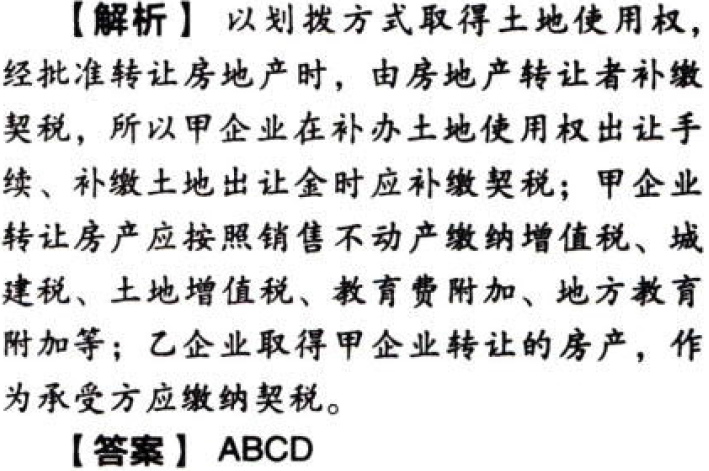 【解析】 以划拨方式取得土地使用权,
经批准转让房地产时，由房地产转让者补缴
契税，所以甲企业在补办土地使用权出让手
续、补缴土地出让金时应补缴契税；甲企业
转让房产应按照销售不动产缴纳增值税、城
建税、土地增值税、教育费附加、地方教育
附加等；乙企业取得甲企业转让的房产，作
为承受方应缴纳契税。
【答案】 ABCD